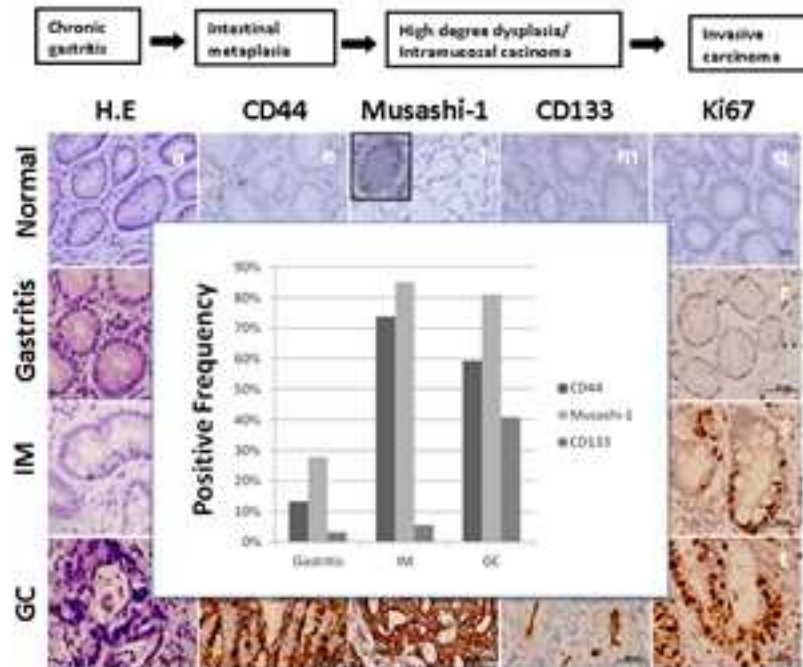 Chronic
gastritis
Intestinal
metaplasia
High degree dysplasia/
Intramucosal cacinoma
Invasive
carcinoma
H.E
CD44
Musashi-1
CD133
Ki67
Normal
a
e
i
m
q
Gastritis
r
IM
GC
t
Positive Frequency
90%
80%
70%
60%
50%
40%
30%
20%
10%
0%
Gastritis
IM
GC
CD44
Musashi-1
CD133